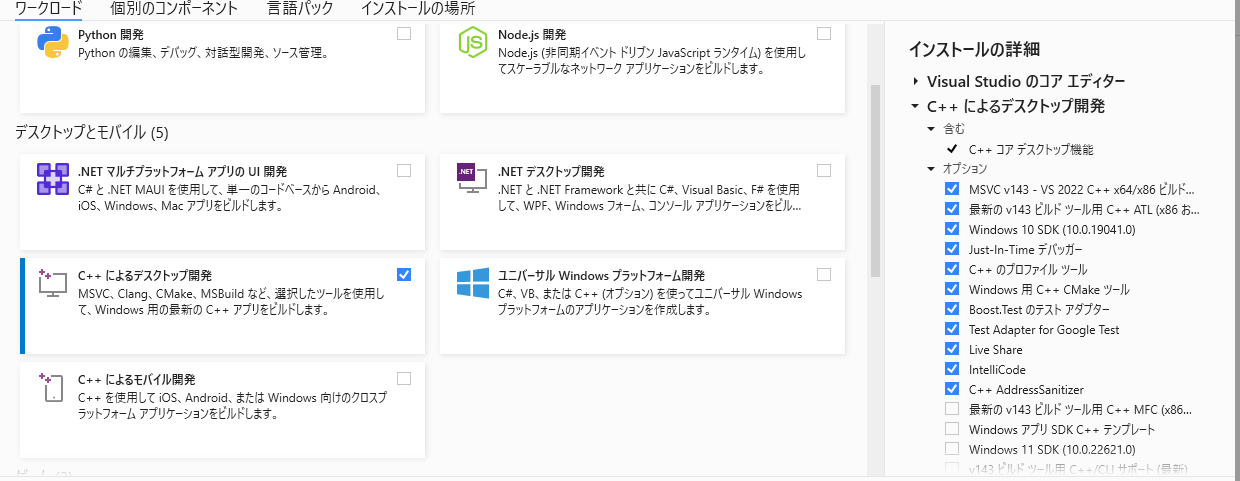 ワークロード
個別のコンポーネント
言語パック
インストールの場所
Python 開発
Python の編集、デバッグ、対話型開発、ソース管理。
Node.js 開発
Node.js (非同期イベント ドリブン JavaScript ランタイム) を使用し
てスケーラブルなネットワーク アプリケーションをビルドします。
デスクトップとモバイル (5)
.NET マルチプラットフォーム アプリの UI 開発
C# と .NET MAUI を使用して、単一のコードベースから Android、
iOS、Windows、Mac アプリをビルドします。
.NET
.NET デスクトップ開発
.NET と .NET Framework と共に C#、Visual Basic、F# を使用
して、WPF、Windows フォーム、コンソール アプリケーションをビル...
C++ によるデスクトップ開発
MSVC、Clang、CMake、MSBuild など、選択したツールを使用し
て、Windows 用の最新の C++ アプリをビルドします。
ユニバーサル Windows プラットフォーム開発
C#、VB、または C++ (オプション) を使ってユニバーサル Windows
プラットフォームのアプリケーションを作成します。
C++ によるモバイル開発
C++ を使用して iOS、Android、または Windows 向けのクロスプ
ラットフォーム アプリケーションをビルドします。
インストールの詳細
Visual Studio のコア エディター
C++ によるデスクトップ開発
含む
C++ コア デスクトップ機能
オプション
MSVC v143 - VS 2022 C++ x64/x86 ビルド...
最新の v143 ビルド ツール用 C++ ATL (x86 お...
Windows 10 SDK (10.0.19041.0)
Just-In-Time デバッガー
C++ のプロファイル ツール
Windows 用 C++ CMake ツール
Boost.Test のテスト アダプター
Test Adapter for Google Test
Live Share
IntelliCode
C++ AddressSanitizer
最新の v143 ビルド ツール用 C++ MFC (x86...
Windows アプリ SDK C++ テンプレート
Windows 11 SDK (10.0.22621.0)
v143 ビルド ツール用 C++/CLI サポート (最新)